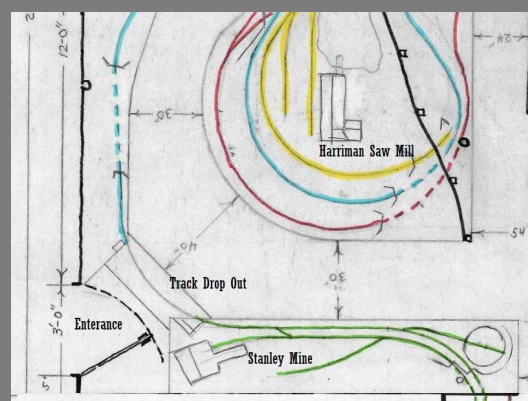 12'-0"
24"
30"
Harriman Saw Mill
A
54
40"
30"
Track Drop Out
3'-0"
Enterance
Stanley Mine
5'